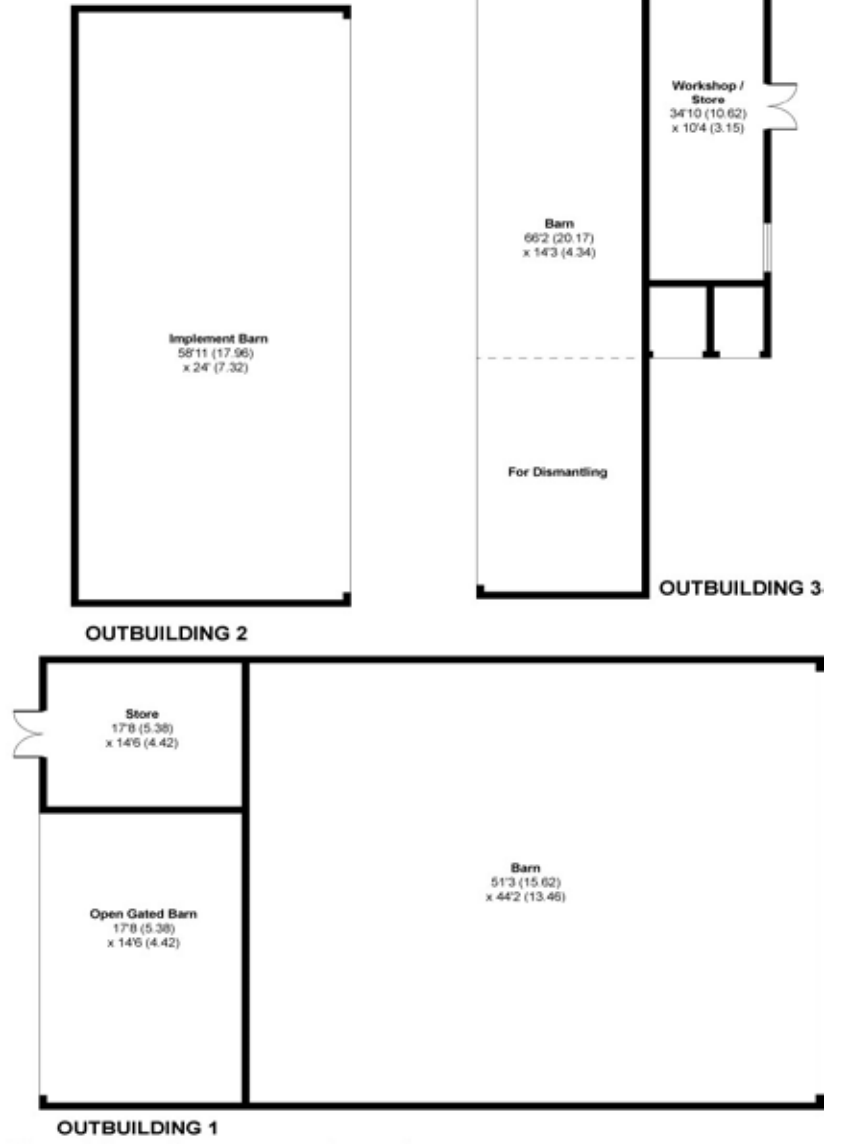 Workshop /
Store
34'10 (10.62)
x 10'4 (3.15)
Barn
66'2 (20.17)
x 14'3 (4.34)
Implement Barn
58'11 (17.96)
x 24' (7.32)
For Dismantling
OUTBUILDING 3
OUTBUILDING 2
Store
17'8 (5.38)
x 14'6 (4.42)
Barn
51'3 (15.62)
x 44'2 (13.46)
Open Gated Barn
17'8 (5.38)
x 14'6 (4.42)
OUTBUILDING 1